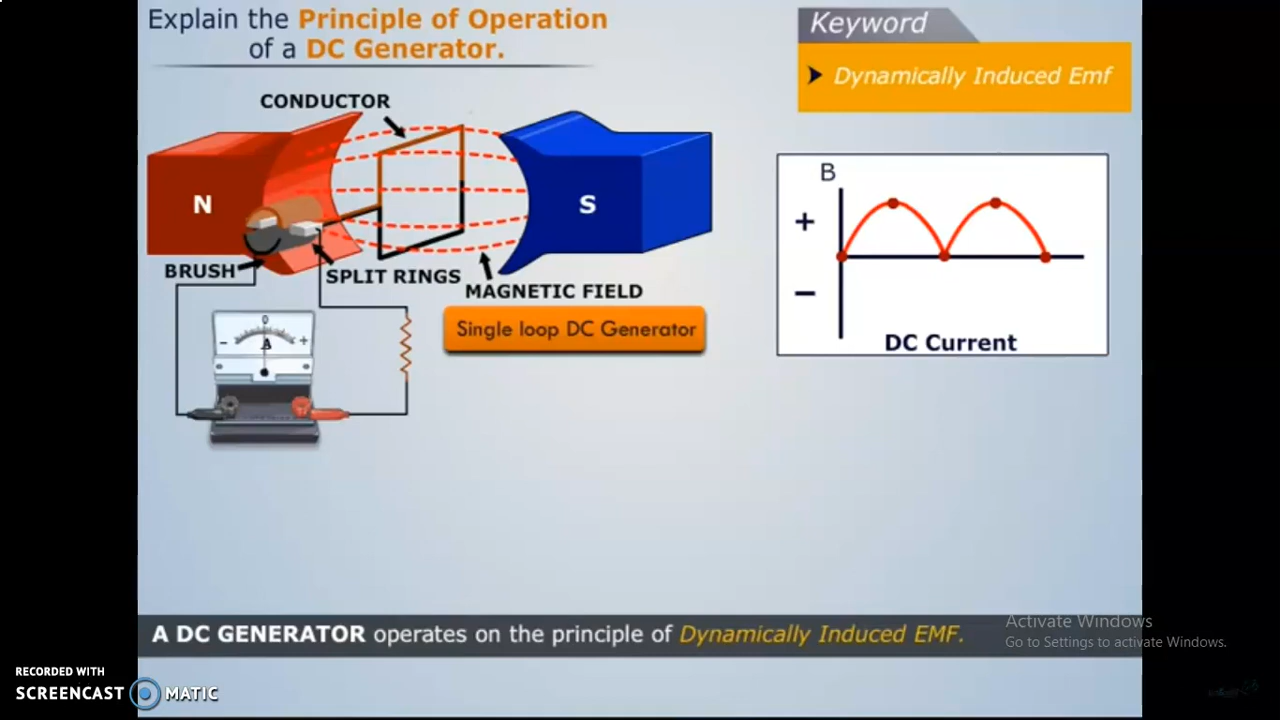 Explain the Principle of Operation
of a DC Generator.
Keyword
Dynamically Induced Emf
CONDUCTOR
N
S
BRUSH
SPLIT RINGS
MAGNETIC FIELD
Single loop DC Generator
0
- +
A
B
+
−
DC Current
A DC GENERATOR operates on the principle of Dynamically Induced EMF.
Activate Windows
Go to Settings to activate Windows.
RECORDED WITH
SCREENCAST MATIC